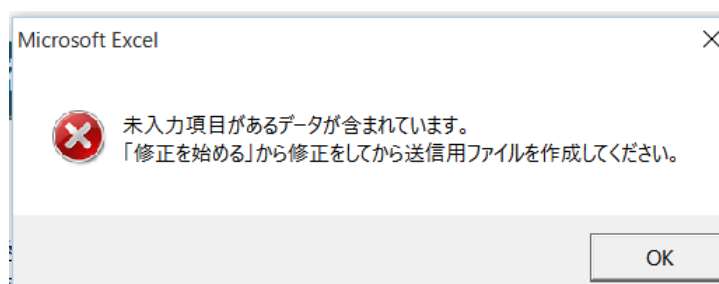 Microsoft Excel
未入力項目があるデータが含まれています。
「修正を始める」から修正をしてから送信用ファイルを作成してください。
OK